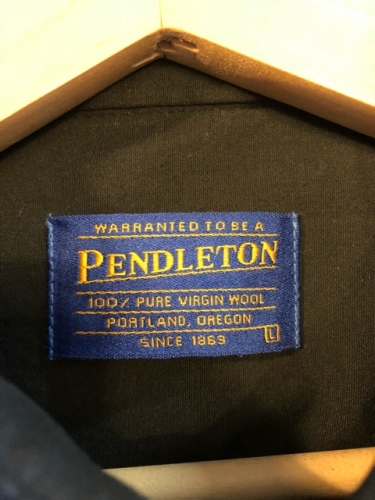 WARRANTED TO BE A
PENDLETON
100% PURE VIRGIN WOOL
PORTLAND, OREGON
SINCE 1863
L